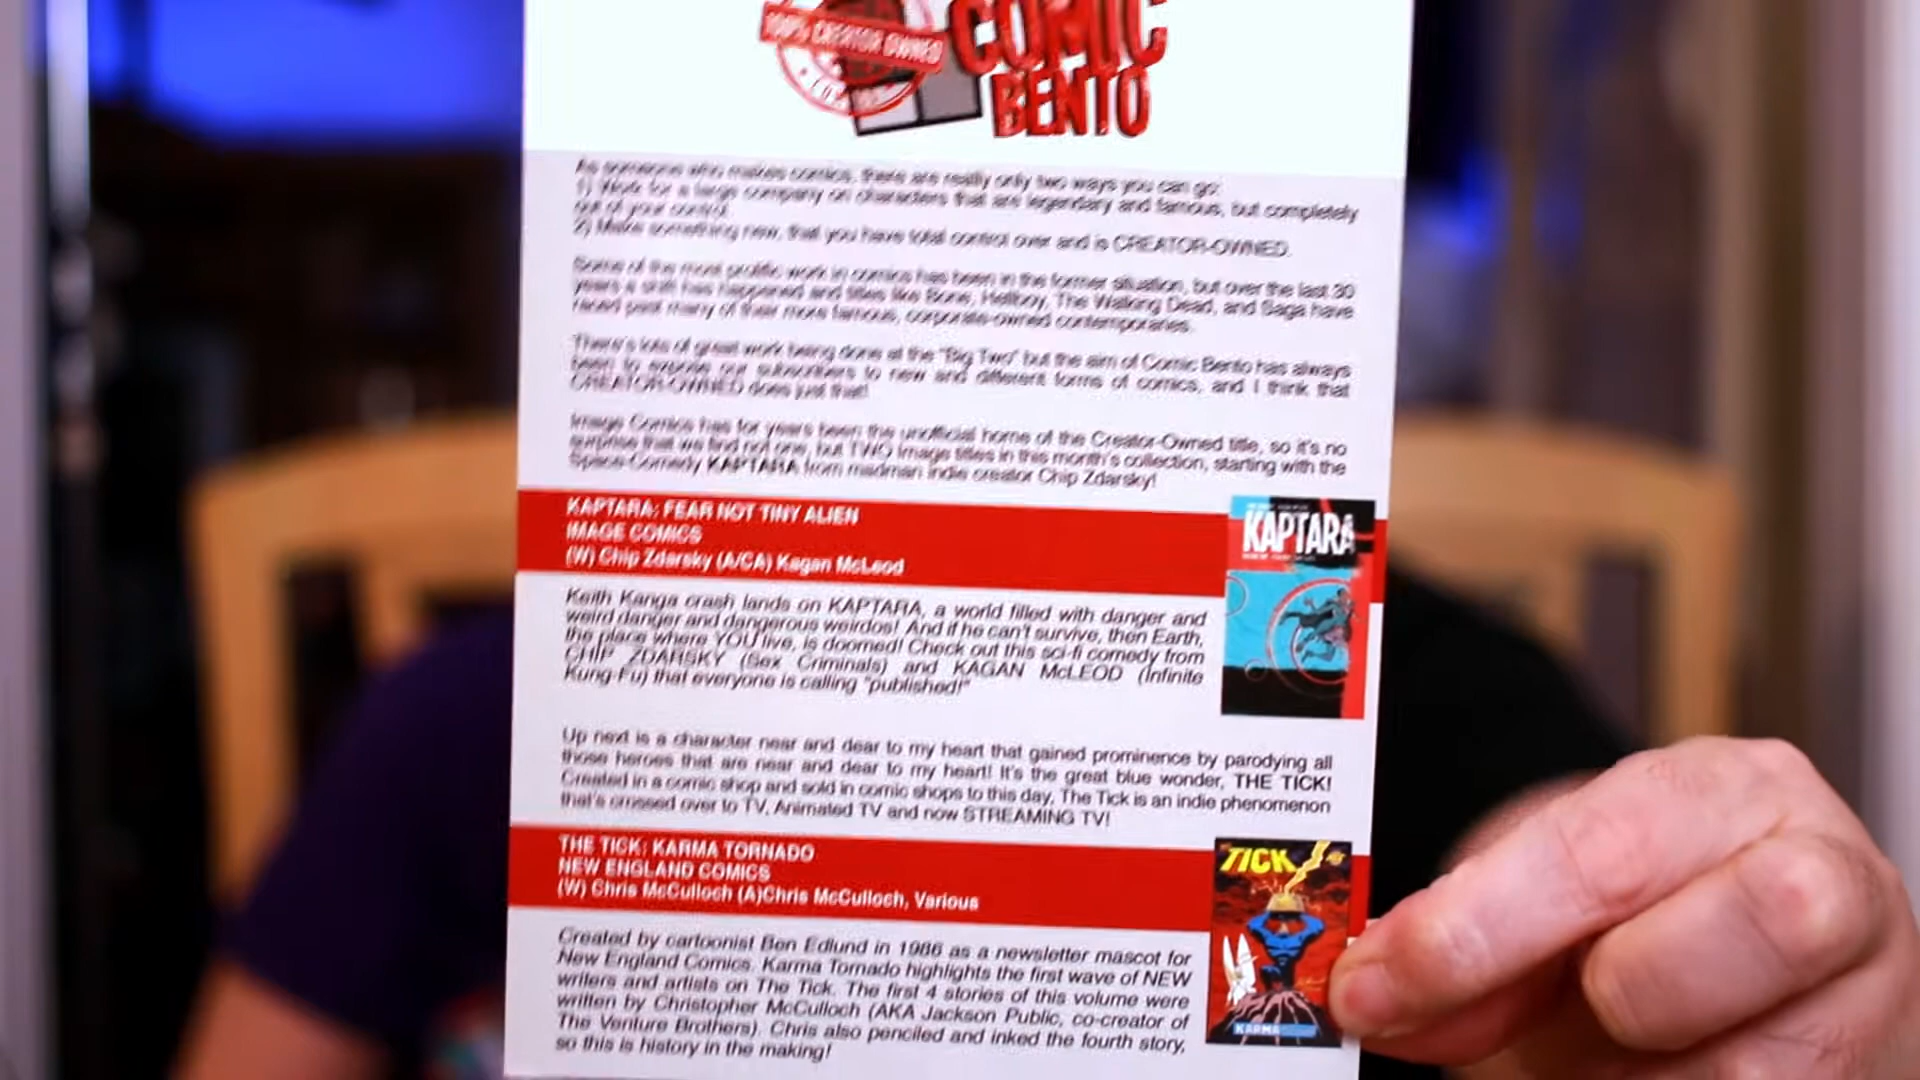 100% CREATOR OWNED
COMIC
BENTO
As someone who makes comics, there are really only two ways you can go:
1) Work for a large company on characters that are legendary and famous, but completely
out of your control.
2) Make something new, that you have total control over and is CREATOR-OWNED.
Some of the most prolific work in comics has been in the former situation, but over the last 30
years a shift has happened and titles like Bone, Hellboy, The Walking Dead, and Saga have
raced past many of their more famous, corporate-owned contemporaries.
There's lots of great work being done at the "Big Two" but the aim of Comic Bento has always
been to expose our subscribers to new and different forms of comics, and I think that
CREATOR-OWNED does just that!
Image Comics has for years been the unofficial home of the Creator-Owned title, so it's no
surprise that we find not one, but TWO Image titles in this month's collection, starting with the
Space-Comedy KAPTARA from madman indie creator Chip Zdarsky!
KAPTARA: FEAR NOT TINY ALIEN
IMAGE COMICS
(W) Chip Zdarsky (A/CA) Kagan McLeod
KAPTARA
Keith Kanga crash lands on KAPTARA, a world filled with danger and
weird danger and dangerous weirdos! And if he can't survive, then Earth,
the place where YOU live, is doomed! Check out this sci-fi comedy from
CHIP ZDARSKY (Sex Criminals) and KAGAN McLEOD (Infinite
Kung-Fu) that everyone is calling "published!"
Up next is a character near and dear to my heart that gained prominence by parodying all
those heroes that are near and dear to my heart! It's the great blue wonder, THE TICK!
Created in a comic shop and sold in comic shops to this day, The Tick is an indie phenomenon
that's crossed over to TV, Animated TV and now STREAMING TV!
THE TICK: KARMA TORNADO
NEW ENGLAND COMICS
(W) Chris McCulloch (A)Chris McCulloch, Various
TICK
KARMA
Created by cartoonist Ben Edlund in 1986 as a newsletter mascot for
New England Comics. Karma Tornado highlights the first wave of NEW
writers and artists on The Tick. The first 4 stories of this volume were
written by Christopher McCulloch (AKA Jackson Public, co-creator of
The Venture Brothers). Chris also penciled and inked the fourth story,
so this is history in the making!